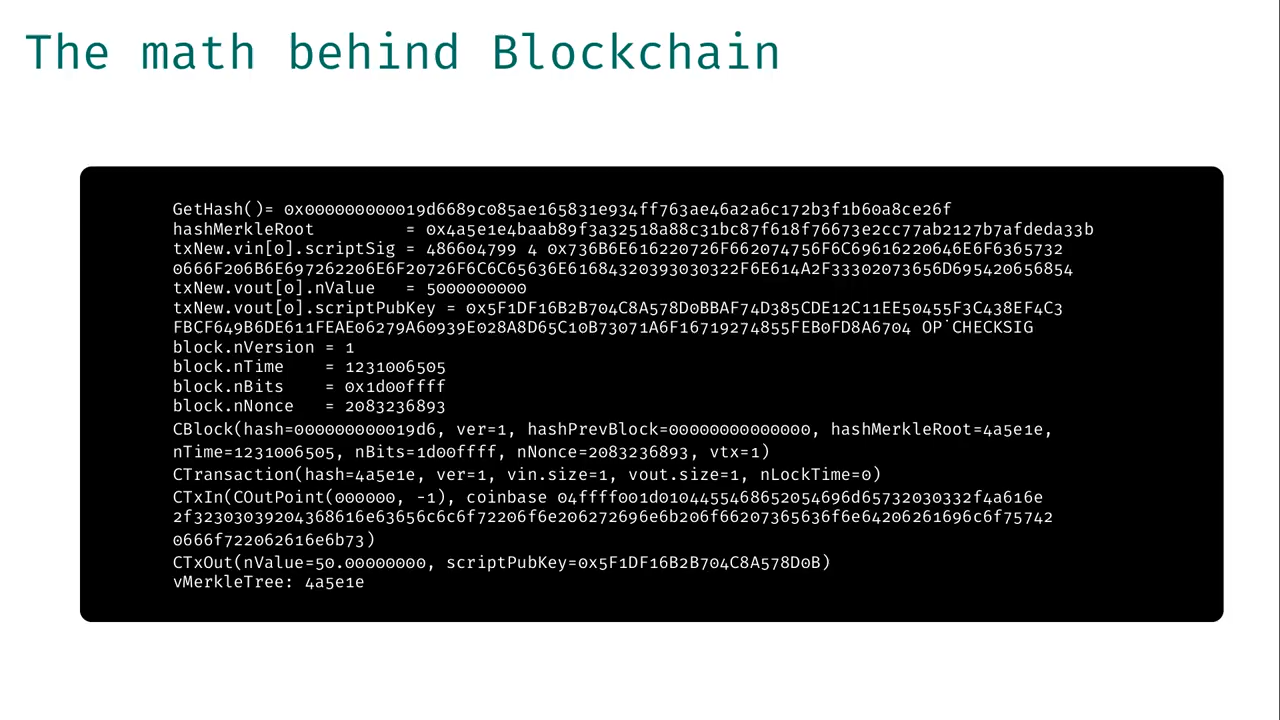 The math behind Blockchain
GetHash()= 0x000000000019d6689c085ae165831e934ff763ae46a2a6c172b3f1b60a8ce26f
hashMerkleRoot = 0x4a5e1e4baab89f3a32518a88c31bc87f618f76673e2cc77ab2127b7afdeda33b
txNew.vin[0].scriptSig = 486604799 4 0x736B6E616220726F662074756F6C69616220646E6F6365732
0666F206B6E697262206E6F20726F6C6C65636E61684320393030322F6E614A2F33302073656D695420656854
txNew.vout[0].nValue = 5000000000
txNew.vout[0].scriptPubKey = 0x5F1DF16B2B704C8A578D0BBAF74D385CDE12C11EE50455F3C438EF4C3
FBCF649B6DE611FEAE06279A60939E028A8D65C10B73071A6F16719274855FEB0FD8A6704 OP˙CHECKSIG
block.nVersion = 1
block.nTime = 1231006505
block.nBits = 0x1d00ffff
block.nNonce = 2083236893
CBlock(hash=000000000019d6, ver=1, hashPrevBlock=00000000000000, hashMerkleRoot=4a5e1e,
nTime=1231006505, nBits=1d00ffff, nNonce=2083236893, vtx=1)
CTransaction(hash=4a5e1e, ver=1, vin.size=1, vout.size=1, nLockTime=0)
CTxIn(COutPoint(000000, -1), coinbase 04ffff001d0104455468652054696d65732030332f4a616e
2f32303039204368616e63656c6c6f72206f6e206272696e6b206f66207365636f6e64206261696c6f75742
0666f722062616e6b73)
CTxOut(nValue=50.00000000, scriptPubKey=0x5F1DF16B2B704C8A578D0B)
vMerkleTree: 4a5e1e